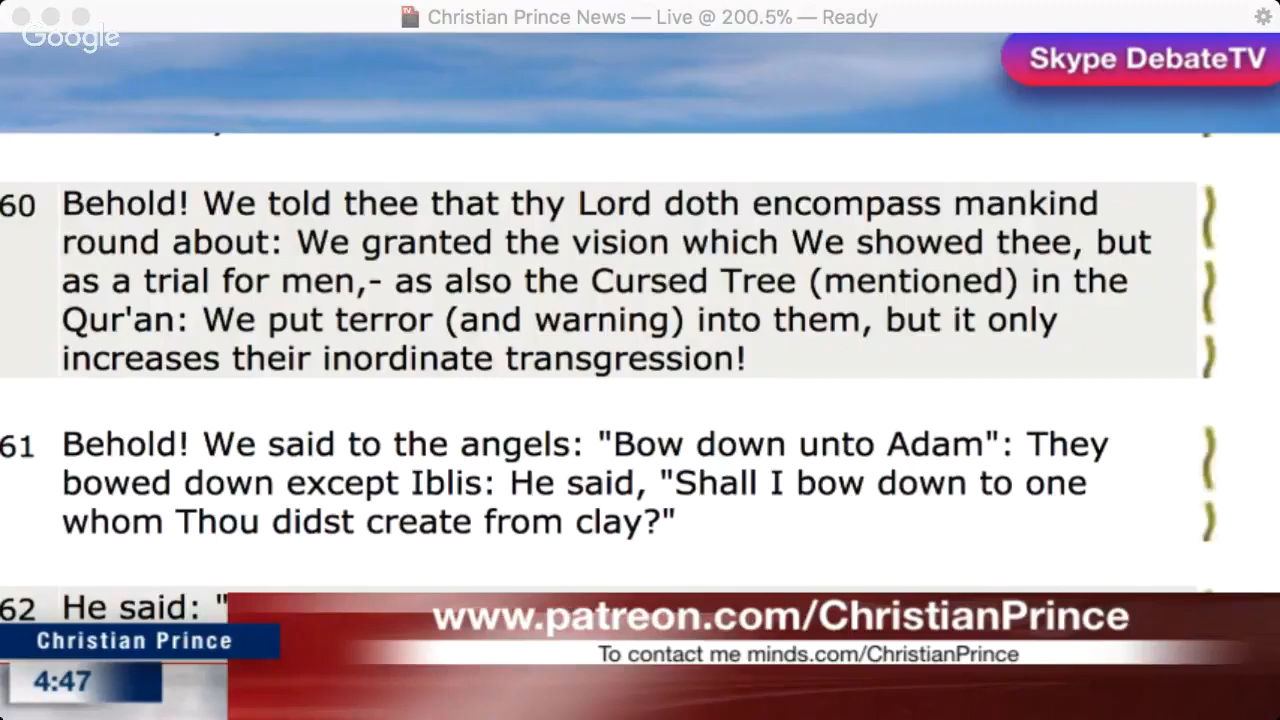 Christian Prince News — Live @ 200.5% — Ready
Google
Skype DebateTV
60 Behold! We told thee that thy Lord doth encompass mankind
round about: We granted the vision which We showed thee, but
as a trial for men,- as also the Cursed Tree (mentioned) in the
Qur'an: We put terror (and warning) into them, but it only
increases their inordinate transgression!
61 Behold! We said to the angels: "Bow down unto Adam": They
bowed down except Iblis: He said, "Shall I bow down to one
whom Thou didst create from clay?"
62 He said: "
www.patreon.com/ChristianPrince
Christian Prince
To contact me minds.com/ChristianPrince
4:47